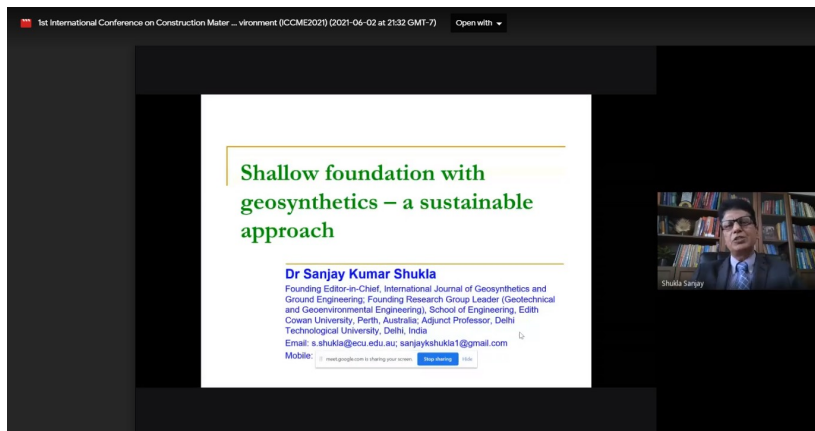 1st International Conference on Construction Mater ... vironment (ICCME2021) (2021-06-02 at 21:32 GMT-7)
Open with
Shallow foundation with
geosynthetics – a sustainable
approach
Dr Sanjay Kumar Shukla
Founding Editor-in-Chief, International Journal of Geosynthetics and
Ground Engineering; Founding Research Group Leader (Geotechnical
and Geoenvironmental Engineering), School of Engineering, Edith
Cowan University, Perth, Australia; Adjunct Professor, Delhi
Technological University, Delhi, India
Email: s.shukla@ecu.edu.au; sanjaykshukla1@gmail.com
Mobile:
meet.google.com is sharing your screen.
Stop sharing
Hide
Shukla Sanjay